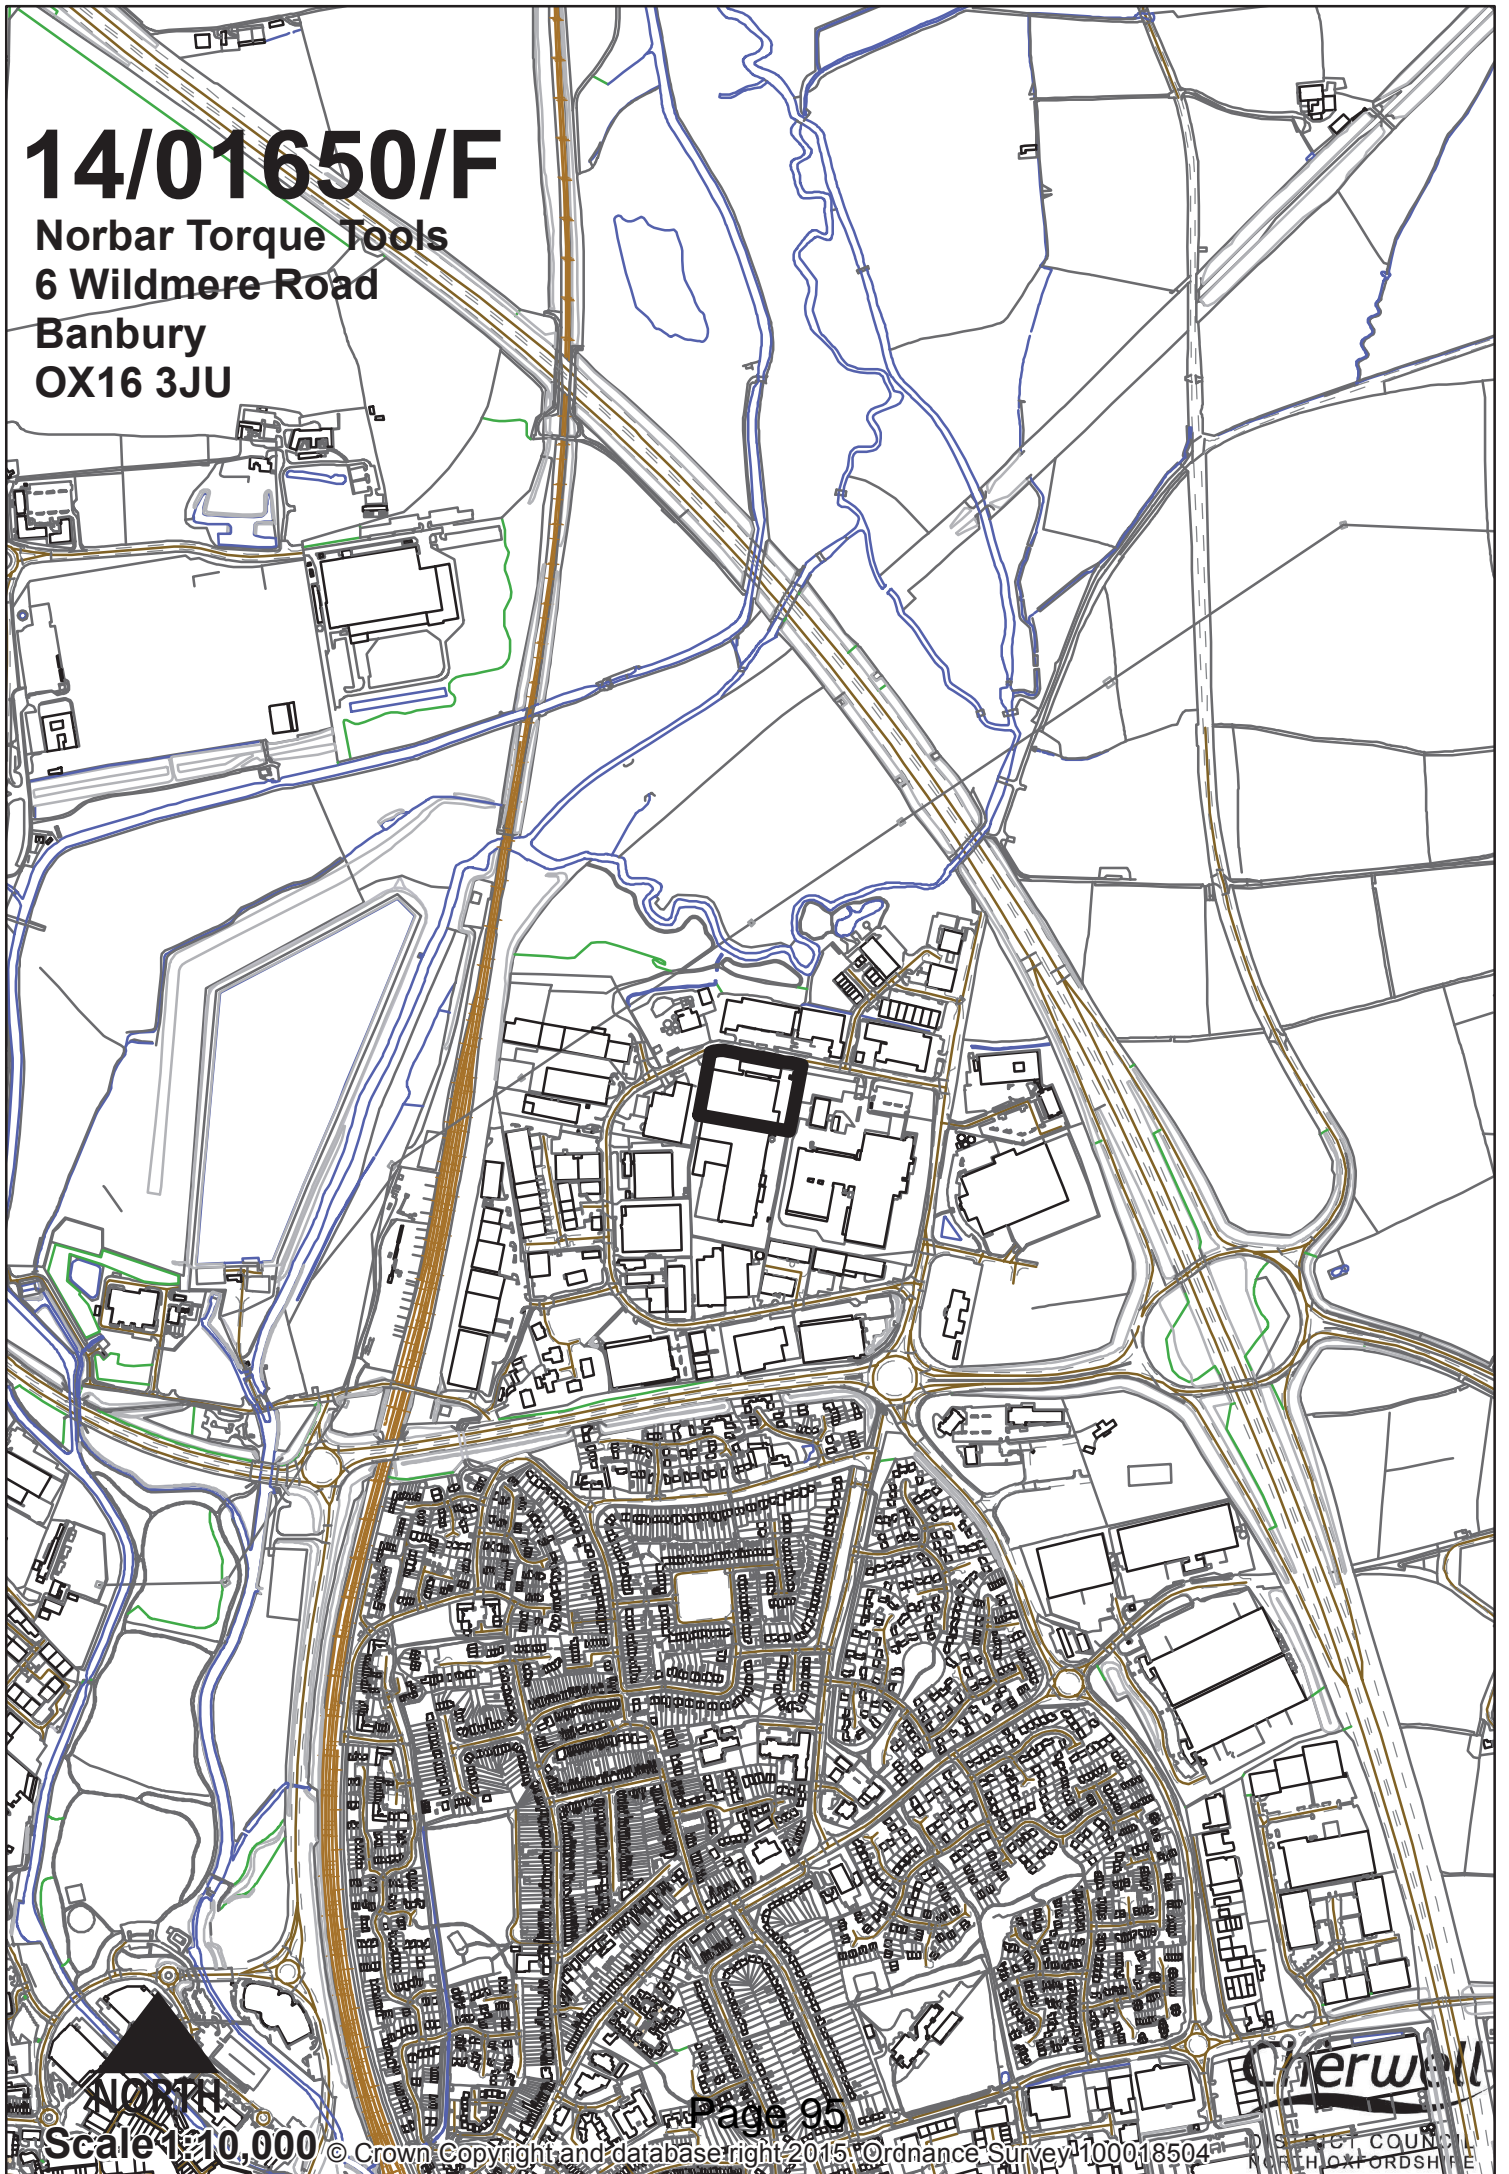 14/01650/F
Norbar Torque Tools
6 Wildmere Road
Banbury
OX16 3JU
NORTH
Scale 1:10,000
Page 95
© Crown Copyright and database right 2015. Ordnance Survey 100018504
Cherwell
DISTRICT COUNCIL
NORTH OXFORDSHIRE